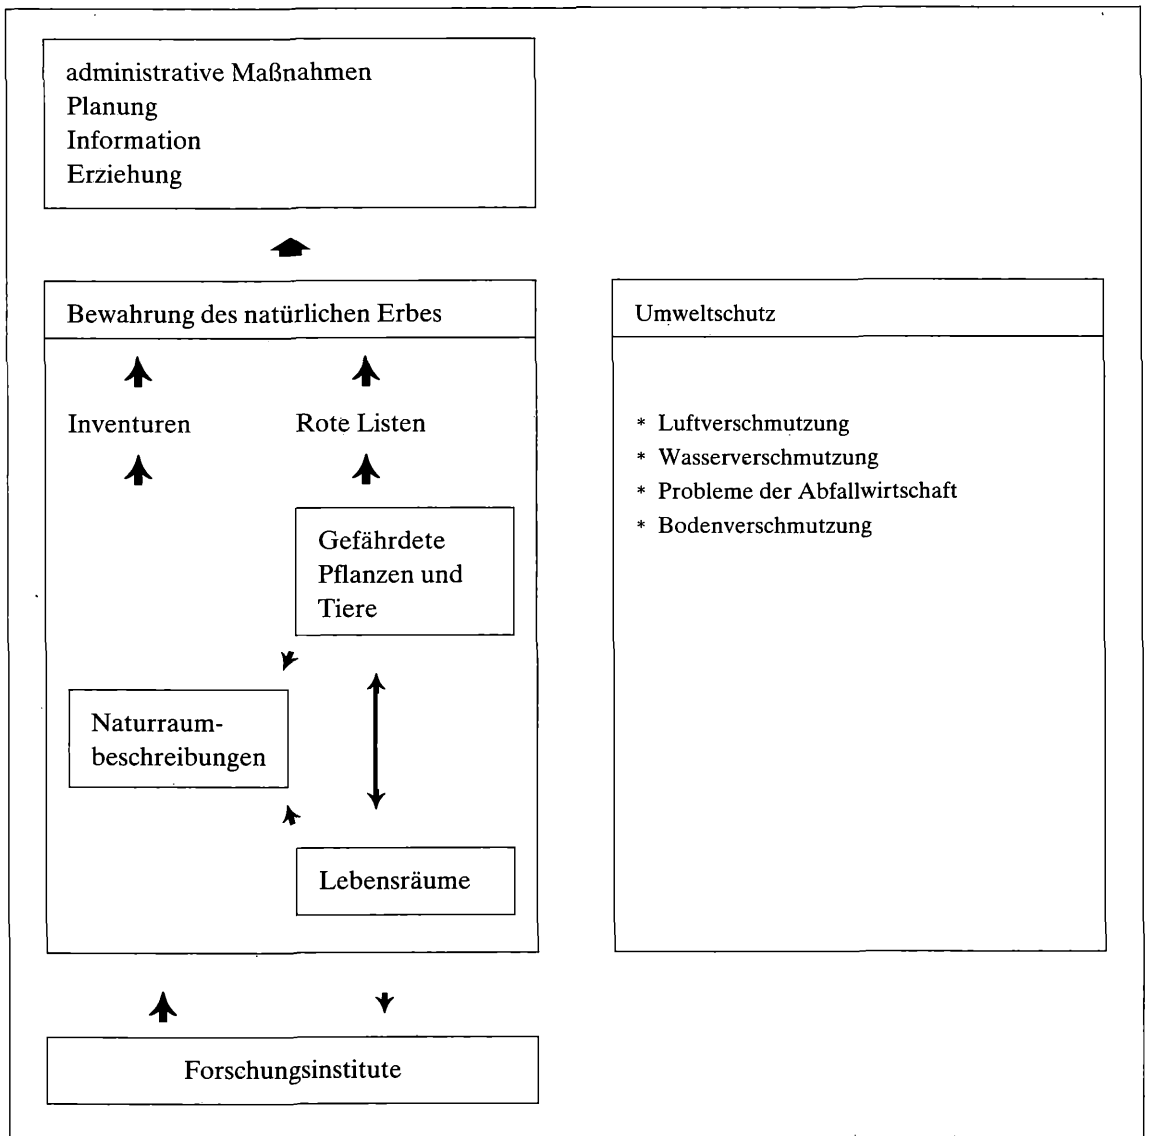 administrative Maßnahmen
Planung
Information
Erziehung
Bewahrung des natürlichen Erbes
Inventuren
Rote Listen
Gefährdete
Pflanzen und
Tiere
Naturraum-
beschreibungen
Lebensräume
Forschungsinstitute
Umweltschutz
* Luftverschmutzung
* Wasserverschmutzung
* Probleme der Abfallwirtschaft
* Bodenverschmutzung